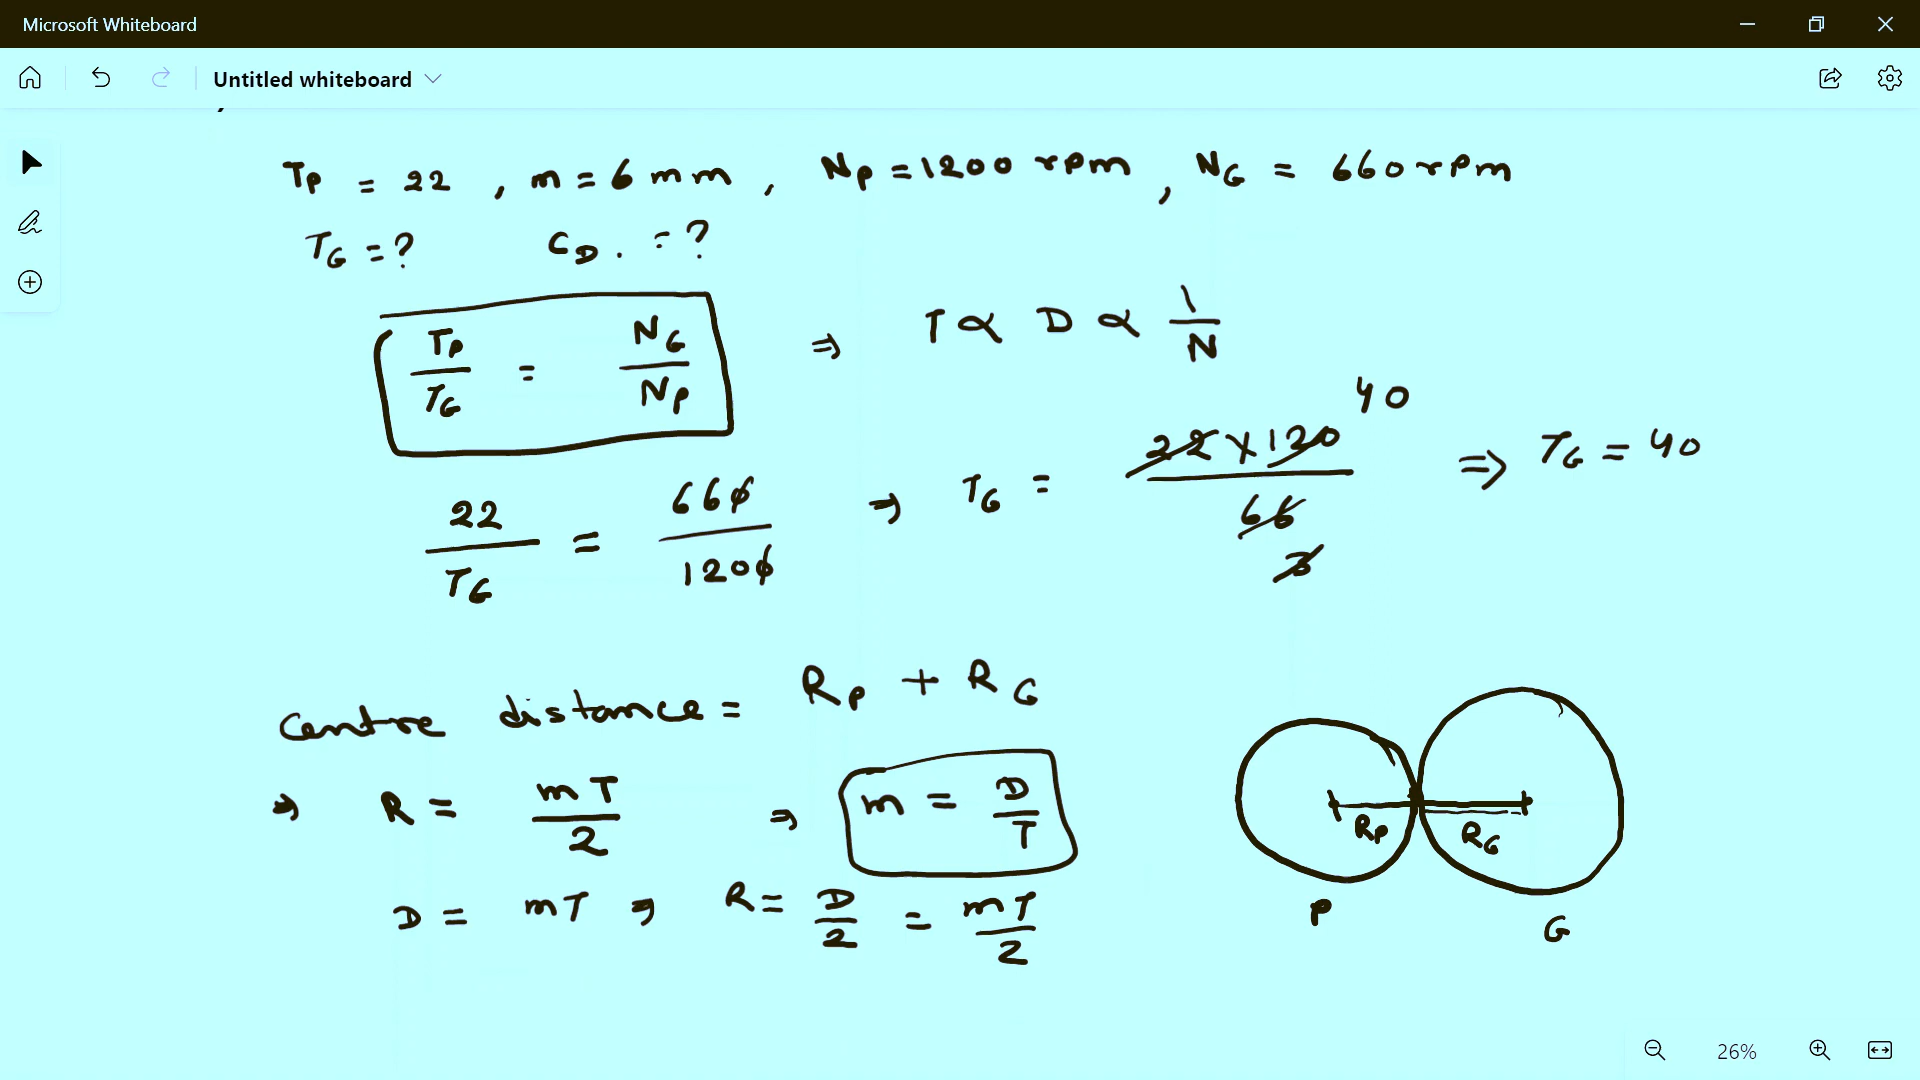 Microsoft Whiteboard
Untitled whiteboard
Tp = 22 , m = 6 mm , Np = 1200 rpm , NG = 660 rpm
TG = ? CD. = ?
Tp/TG = NG/Np ⇒ T ∝ D ∝ 1/N
22/TG = 660/1200 ⇒ TG = 22 x 120/66 40 3 ⇒ TG = 40
Centre distance = Rp + RG
⇒ R = mT/2 ⇒ m = D/T
D = mT ⇒ R = D/2 = mT/2
Rp RG
P G
26%